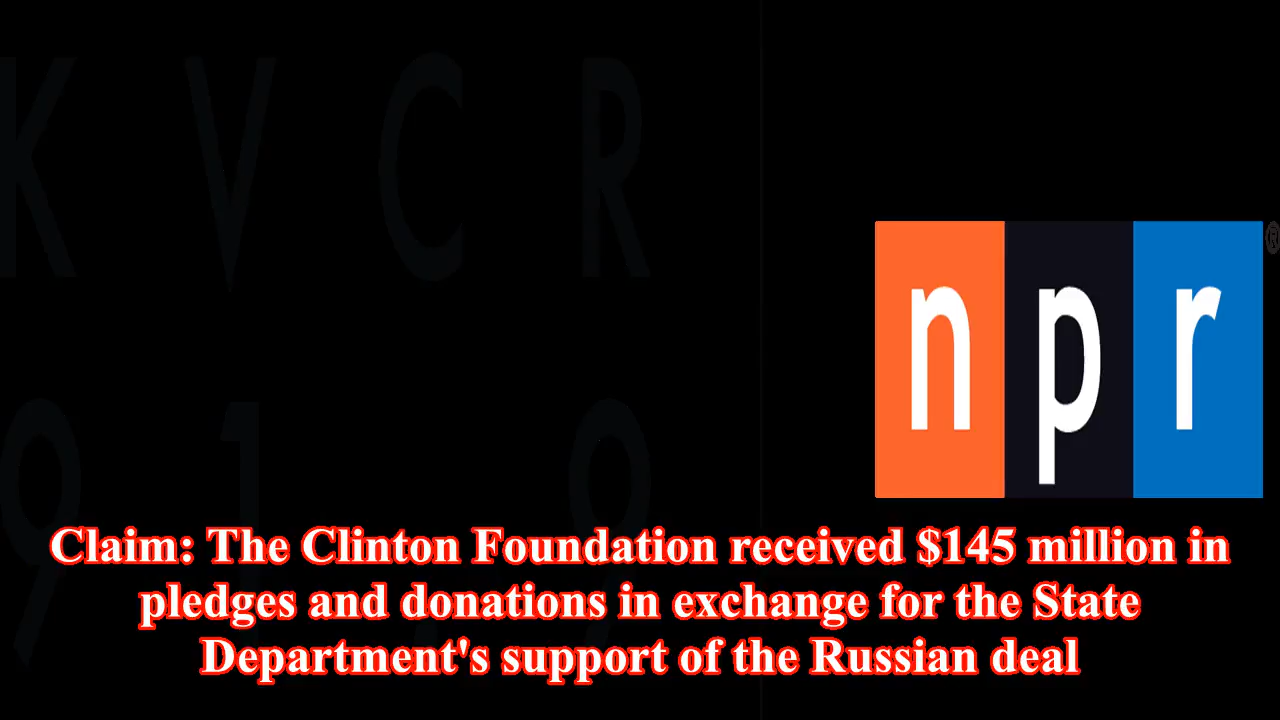 K V C R
npr®
91.9
Claim: The Clinton Foundation received $145 million in
pledges and donations in exchange for the State
Department's support of the Russian deal